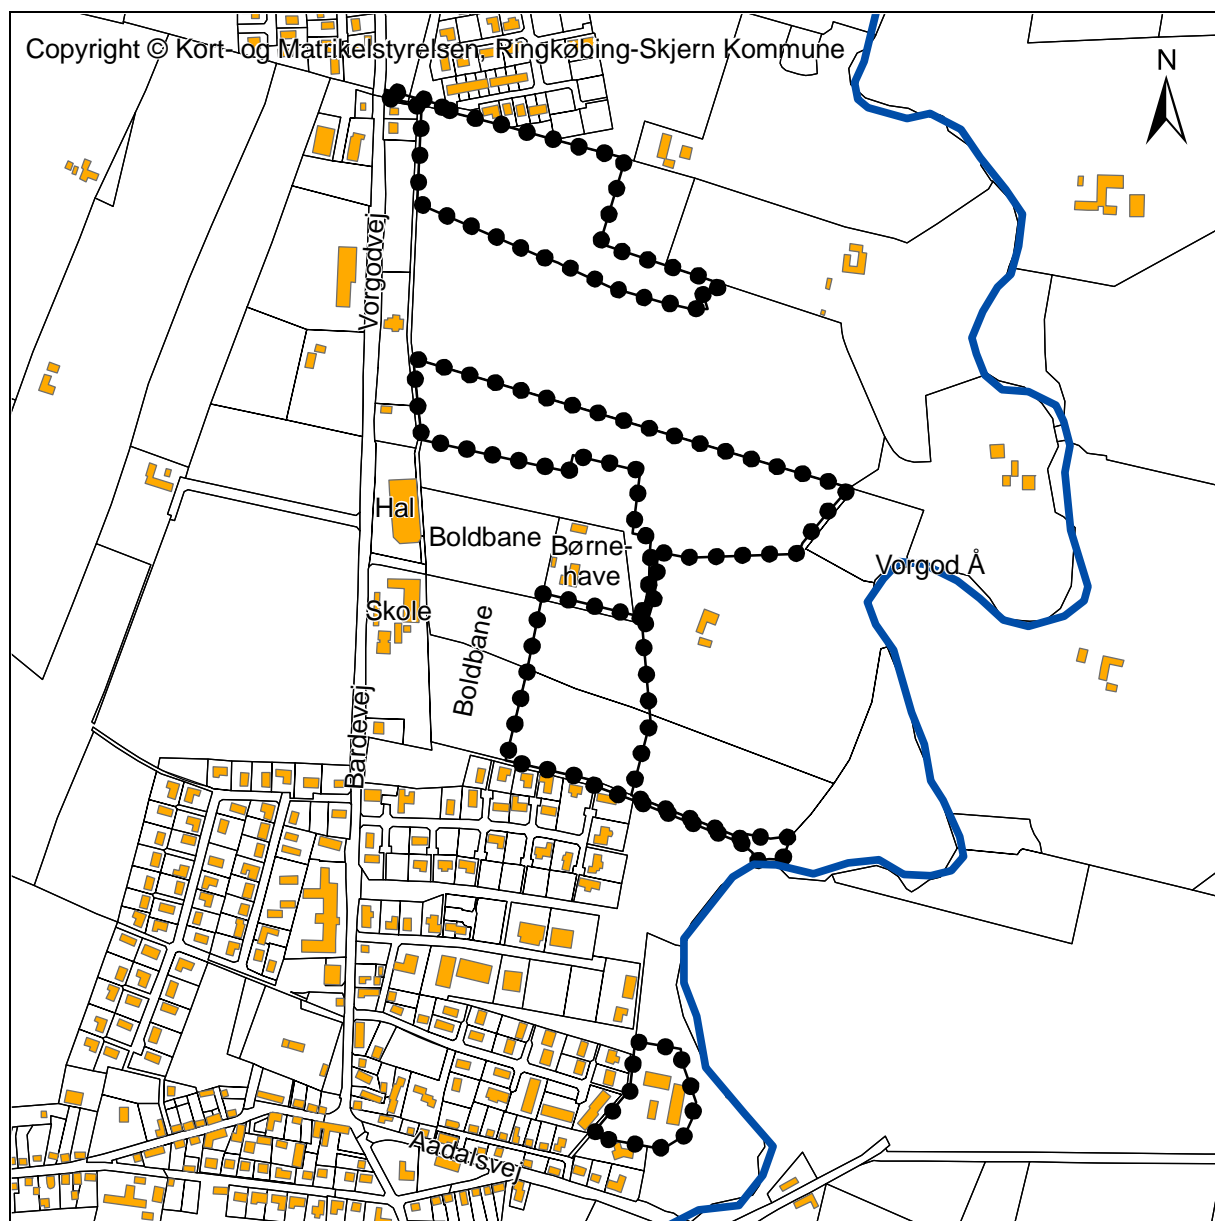 Copyright © Kort- og Matrikelstyrelsen, Ringkøbing-Skjern Kommune
N
Vorgodvej
Hal
Boldbane
Børne-
have
Vorgod Å
Skole
Boldbane
Bardevej
Aadalsvej